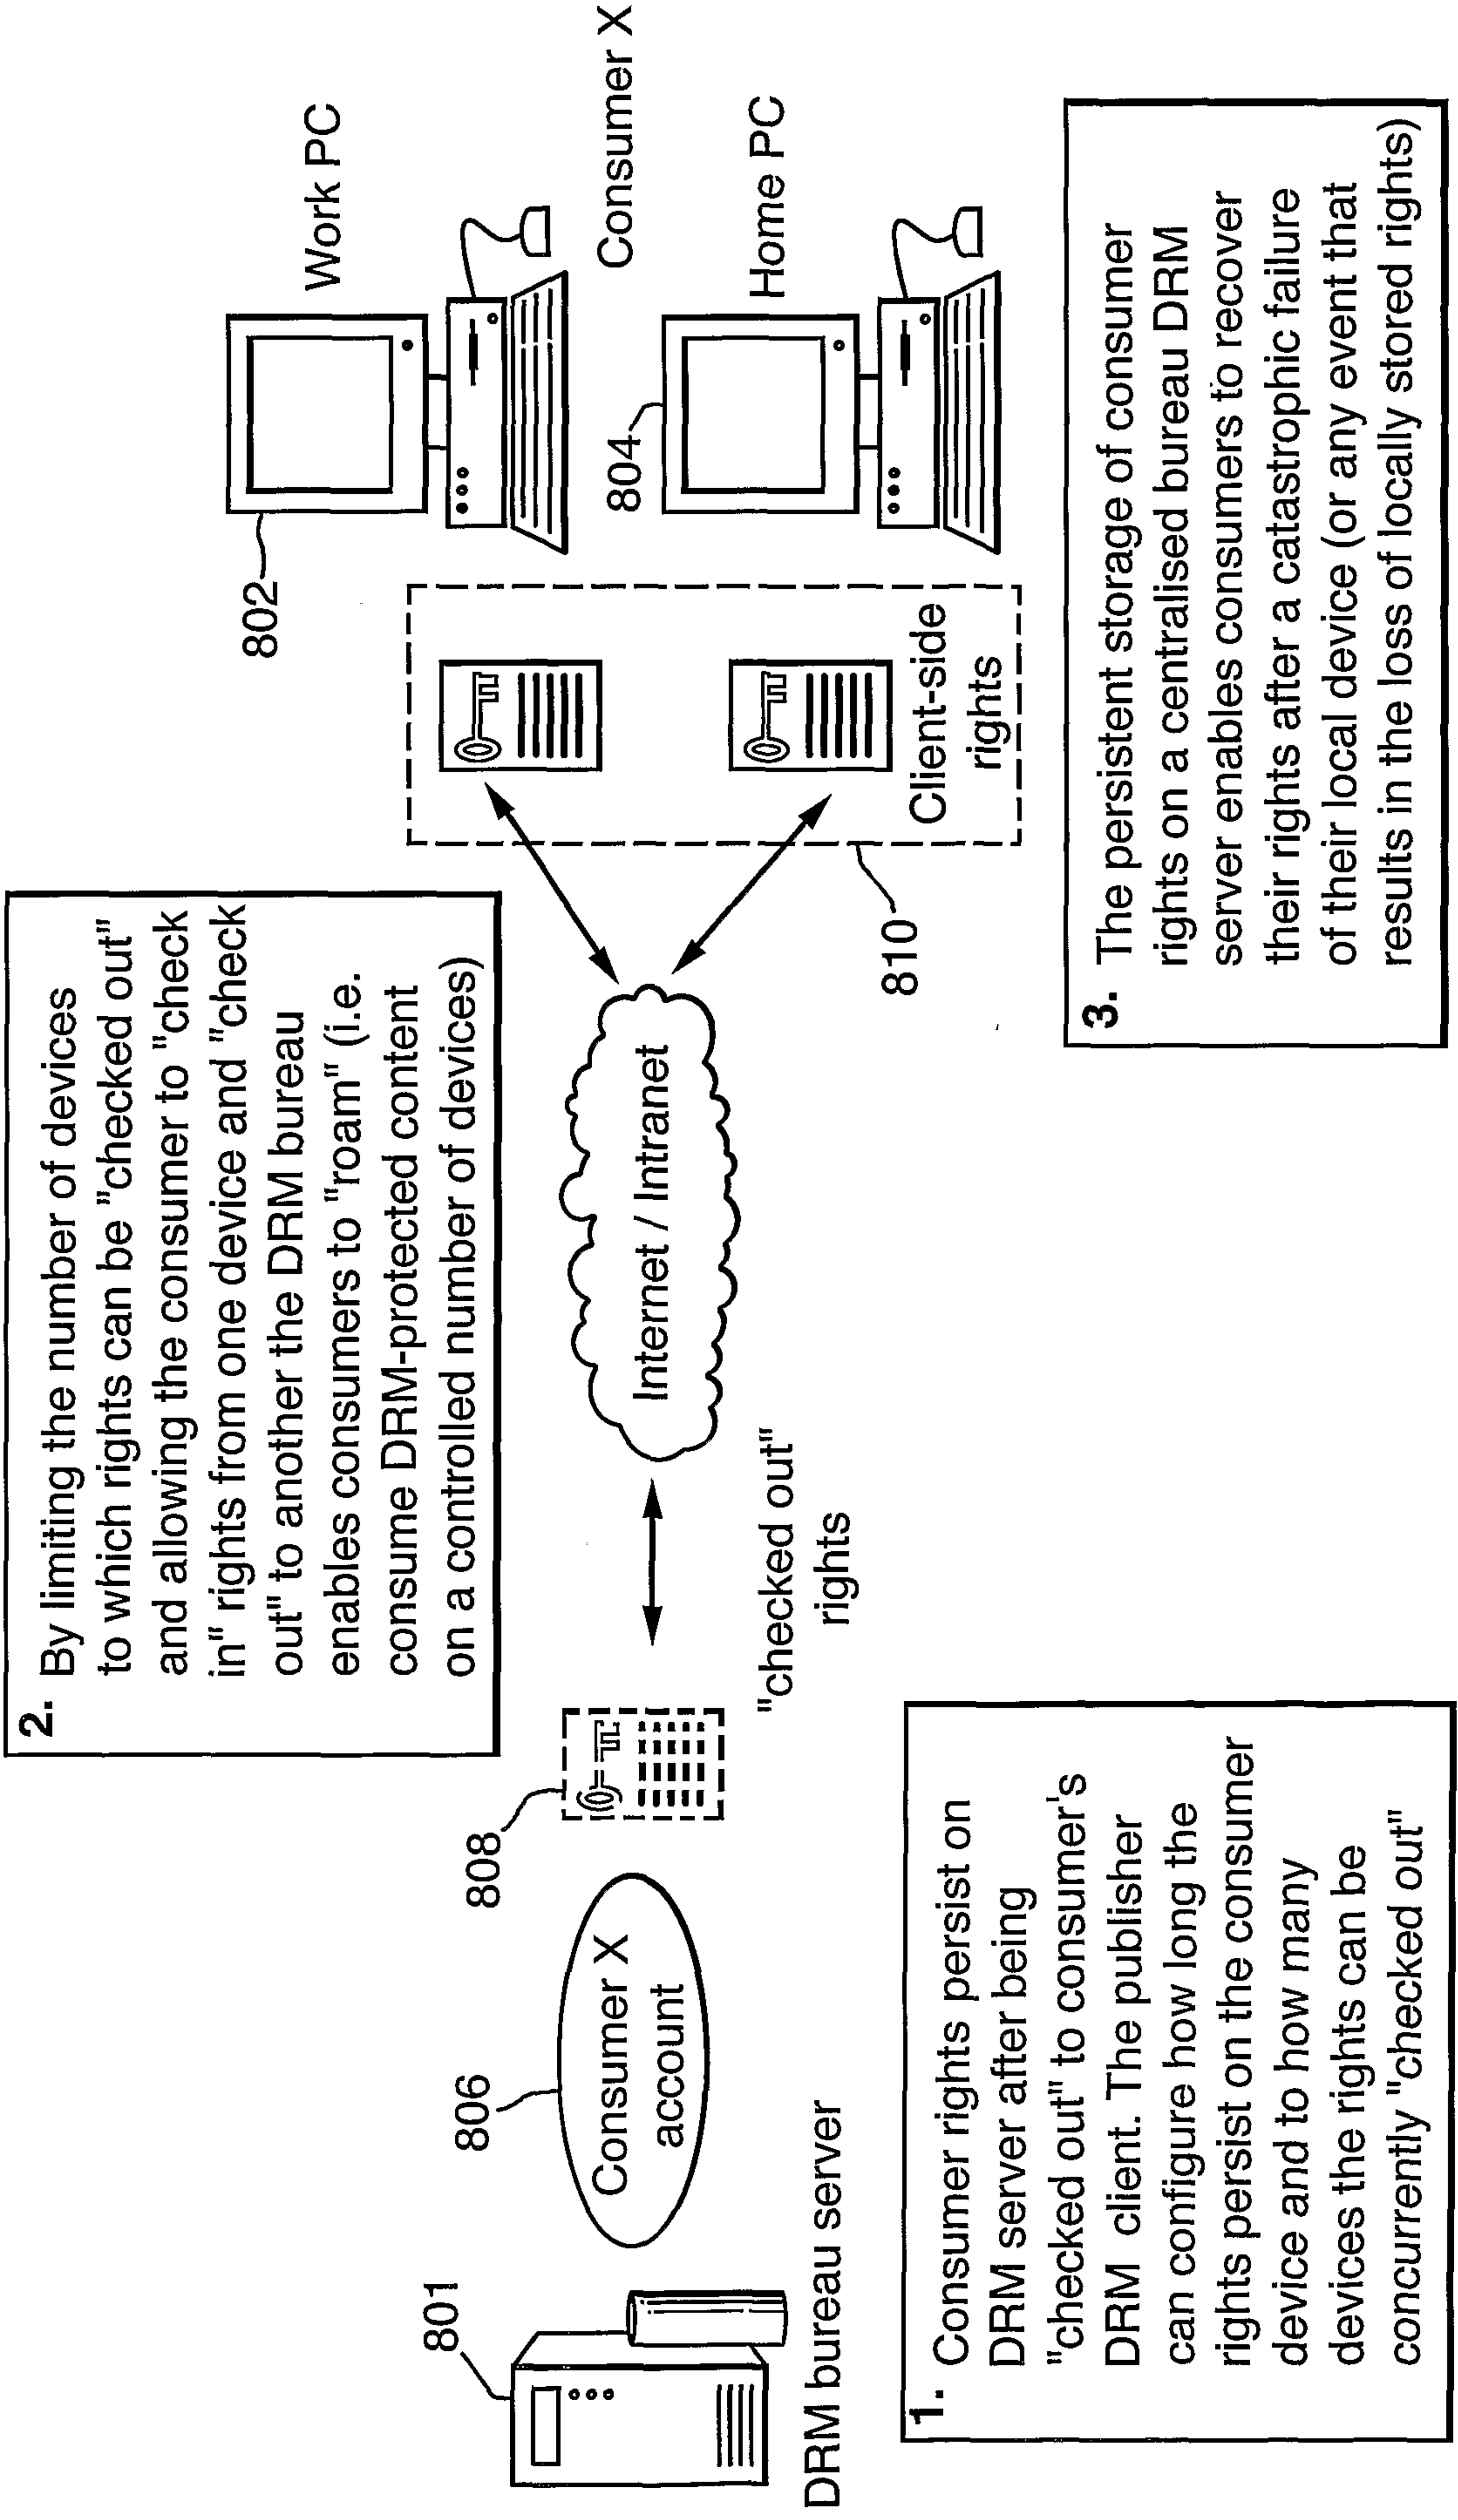 2. By limiting the number of devices
to which rights can be "checked out"
and allowing the consumer to "check
in" rights from one device and "check
out" to another the DRM bureau
enables consumers to "roam" (i.e.
consume DRM-protected content
on a controlled number of devices)
802
Work PC
801
806
808
Consumer X
account
Internet / Intranet
Consumer X
804
Home PC
DRM bureau server
"checked out"
rights
810
Client-side
rights
1. Consumer rights persist on
DRM server after being
"checked out" to consumer's
DRM client. The publisher
can configure how long the
rights persist on the consumer
device and to how many
devices the rights can be
concurrently "checked out"
3. The persistent storage of consumer
rights on a centralised bureau DRM
server enables consumers to recover
their rights after a catastrophic failure
of their local device (or any event that
results in the loss of locally stored rights)